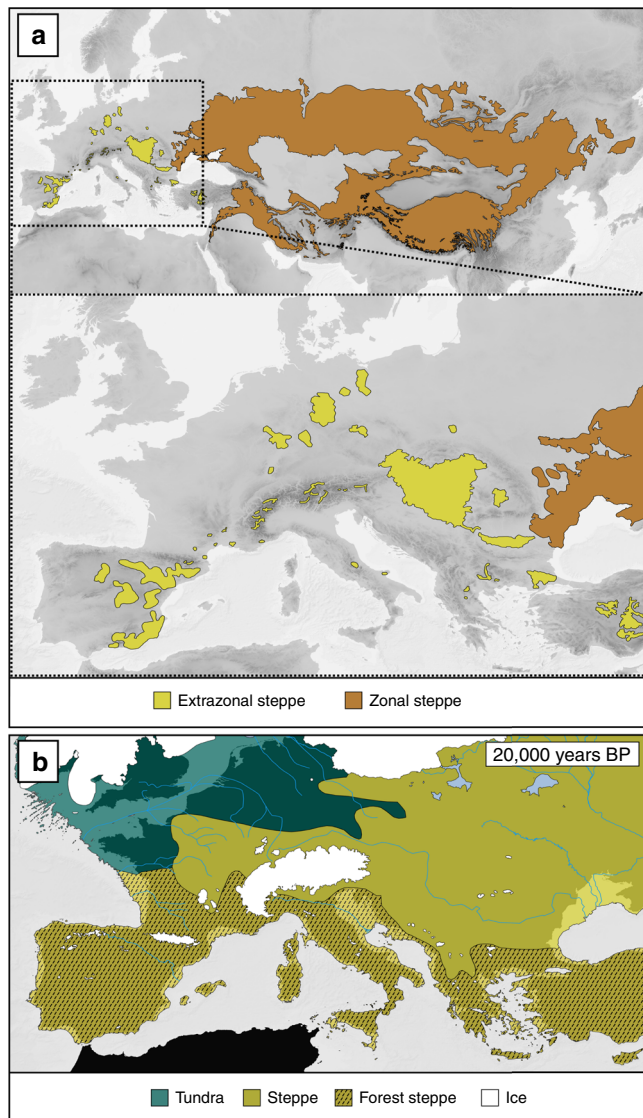 a
Extrazonal steppe Zonal steppe
b
20,000 years BP
Tundra Steppe Forest steppe Ice